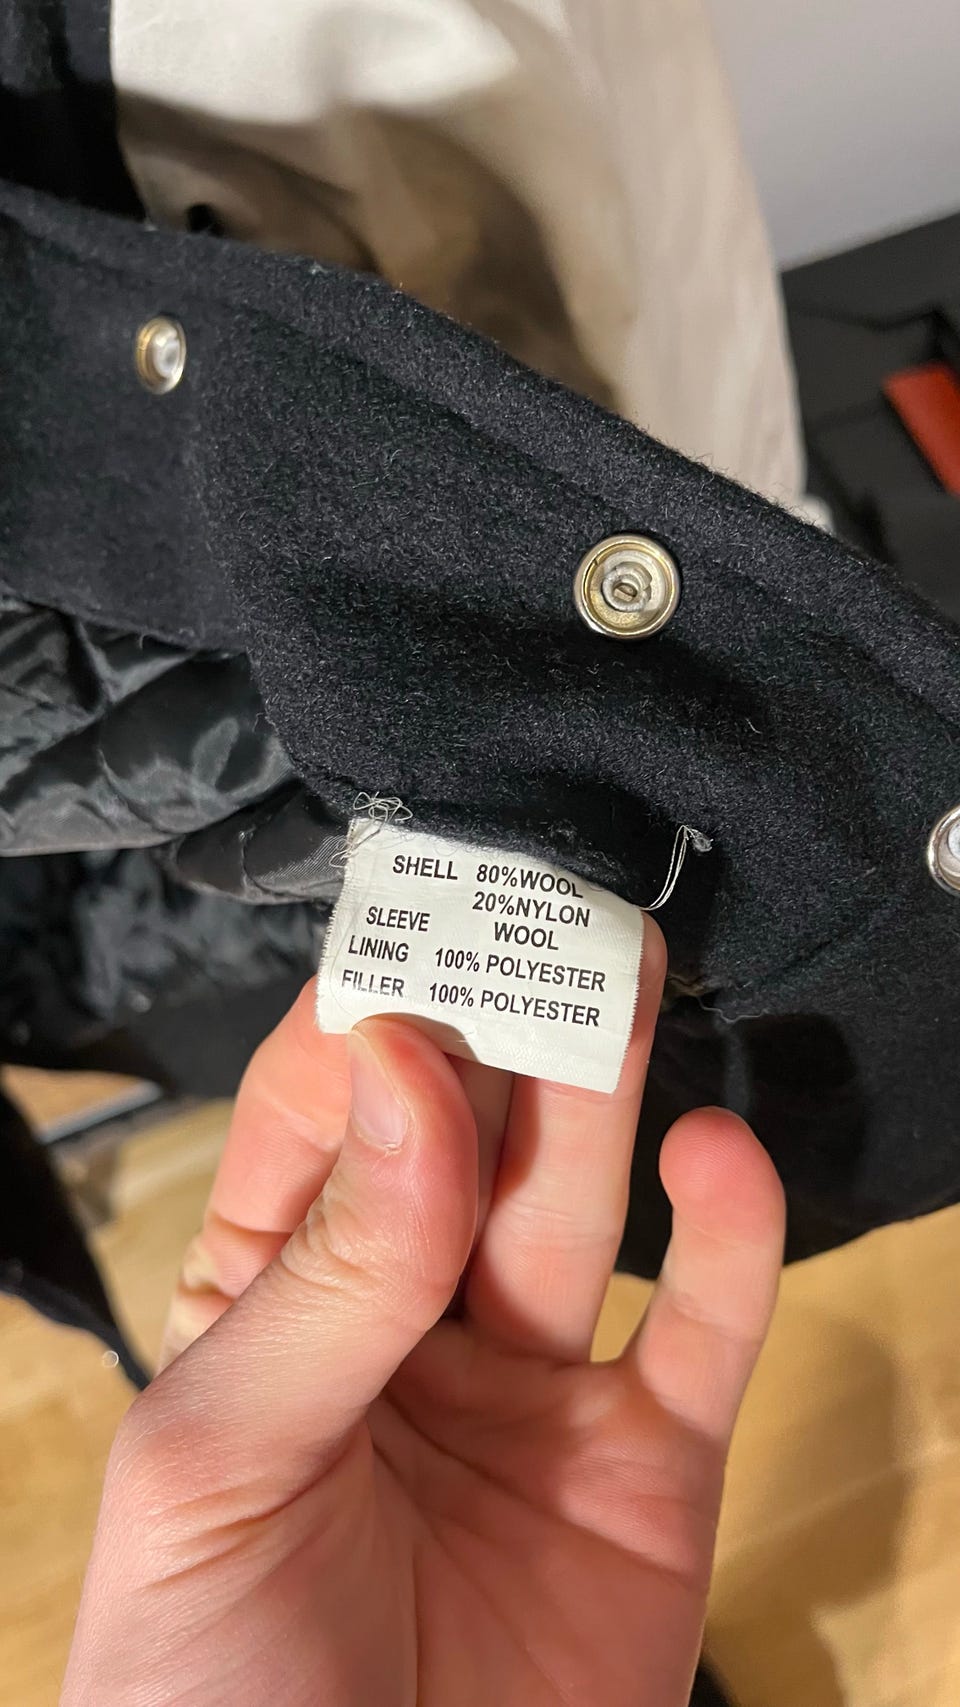 SHELL 80%WOOL
20%NYLON
SLEEVE WOOL
LINING 100% POLYESTER
FILLER 100% POLYESTER